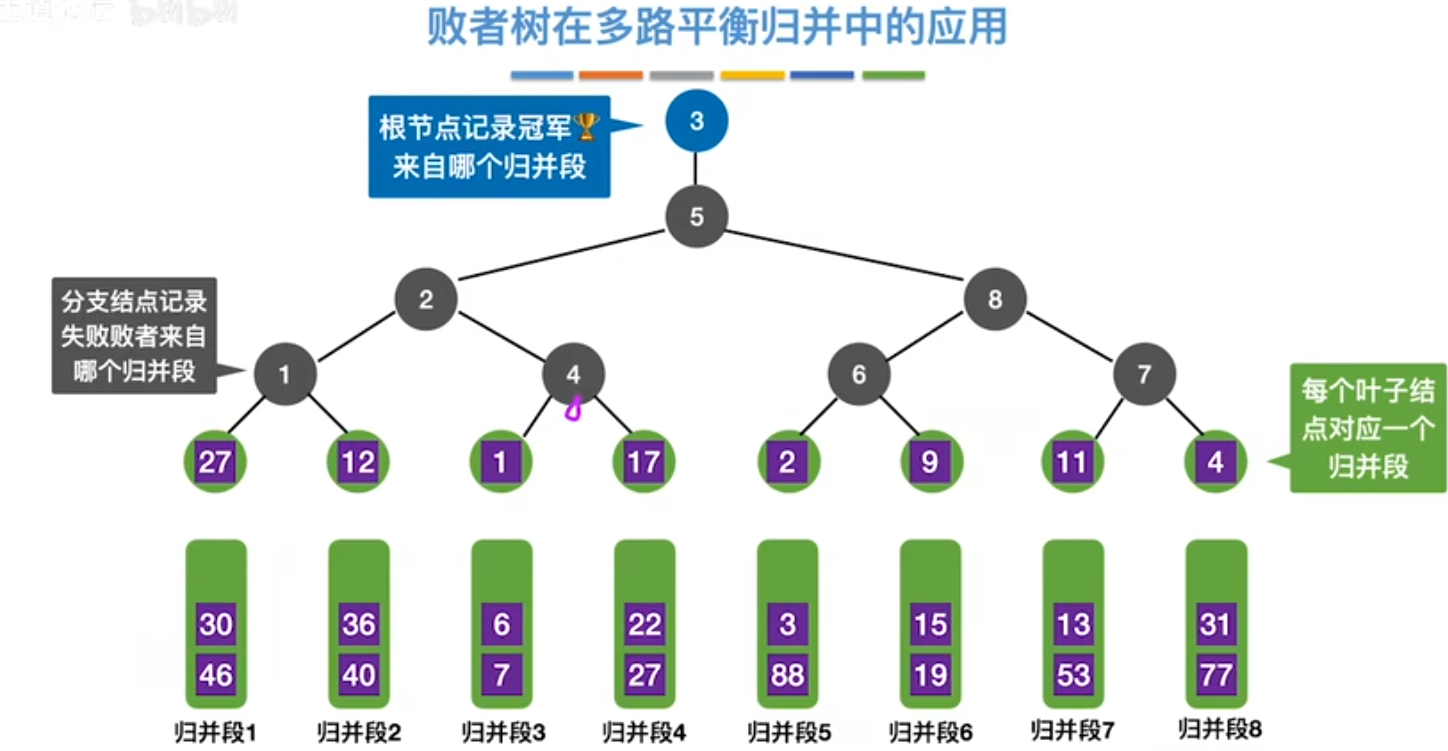 败者树在多路平衡归并中的应用
根节点记录冠军🏆
来自哪个归并段
3
5
2
8
分支结点记录
失败败者来自
哪个归并段
1
4
6
7
每个叶子结
点对应一个
归并段
27 12 1 17 2 9 11 4
30 36 6 22 3 15 13 31
46 40 7 27 88 19 53 77
归并段1 归并段2 归并段3 归并段4 归并段5 归并段6 归并段7 归并段8